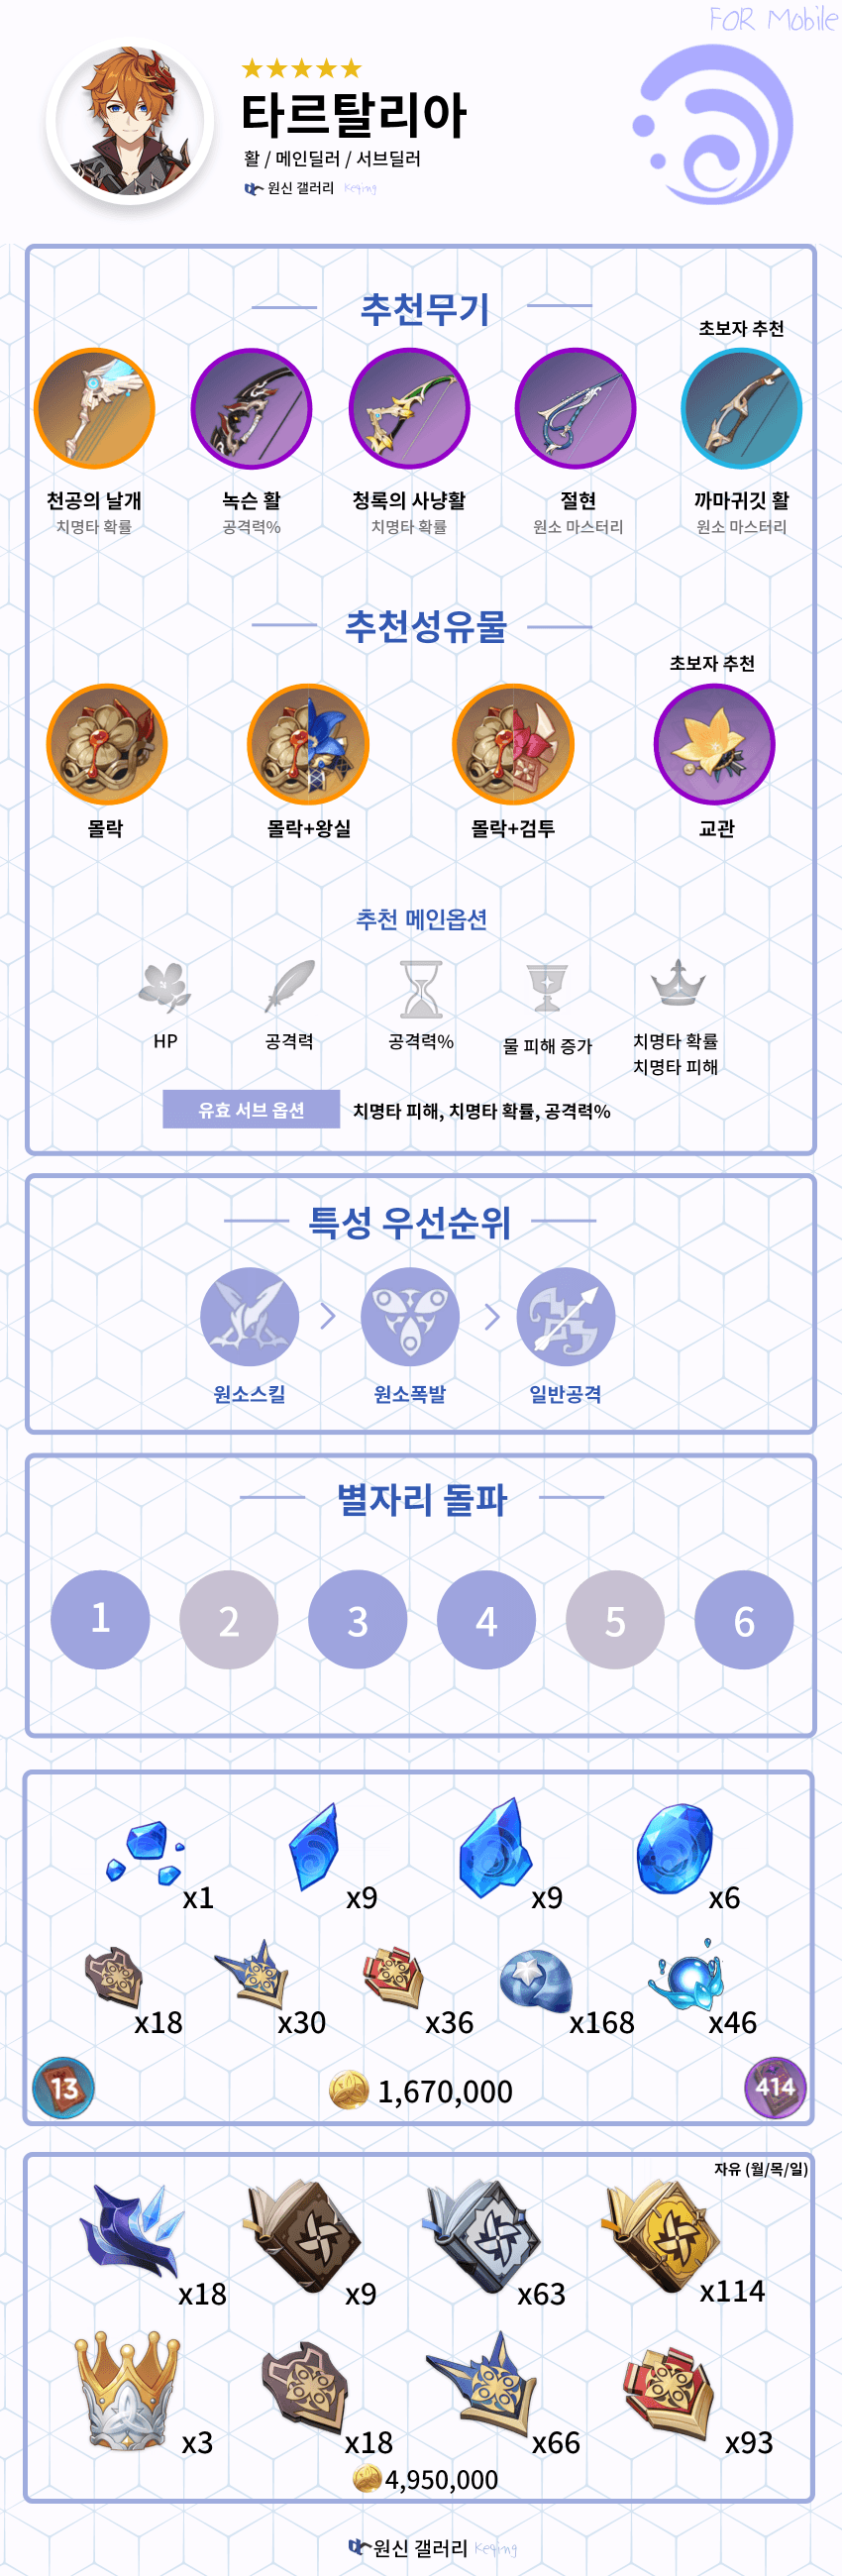 FOR Mobile
타르탈리아
활 / 메인딜러 / 서브딜러
원신 갤러리 Keqing
추천무기
초보자 추천
천공의 날개 녹슨 활 청록의 사냥활 절현 까마귀깃 활
치명타 확률 공격력% 치명타 확률 원소 마스터리 원소 마스터리
추천성유물
초보자 추천
몰락 몰락+왕실 몰락+검투 교관
추천 메인옵션
HP 공격력 공격력% 물 피해 증가 치명타 확률
치명타 피해
유효 서브 옵션 치명타 피해, 치명타 확률, 공격력%
특성 우선순위
원소스킬 원소폭발 일반공격
별자리 돌파
1 2 3 4 5 6
x1 x9 x9 x6
x18 x30 x36 x168 x46
13 1,670,000 414
자유 (월/목/일)
x18 x9 x63 x114
x3 x18 x66 x93
4,950,000
원신 갤러리 Keqing